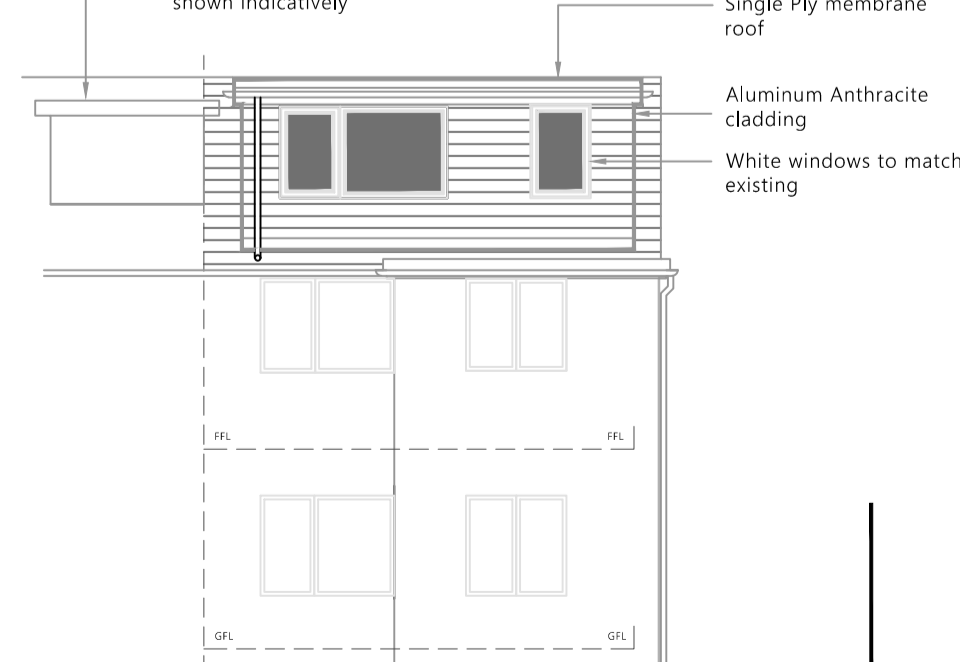 shown indicatively
Single Ply membrane
roof
Aluminum Anthracite
cladding
White windows to match
existing
FFL
FFL
GFL
GFL